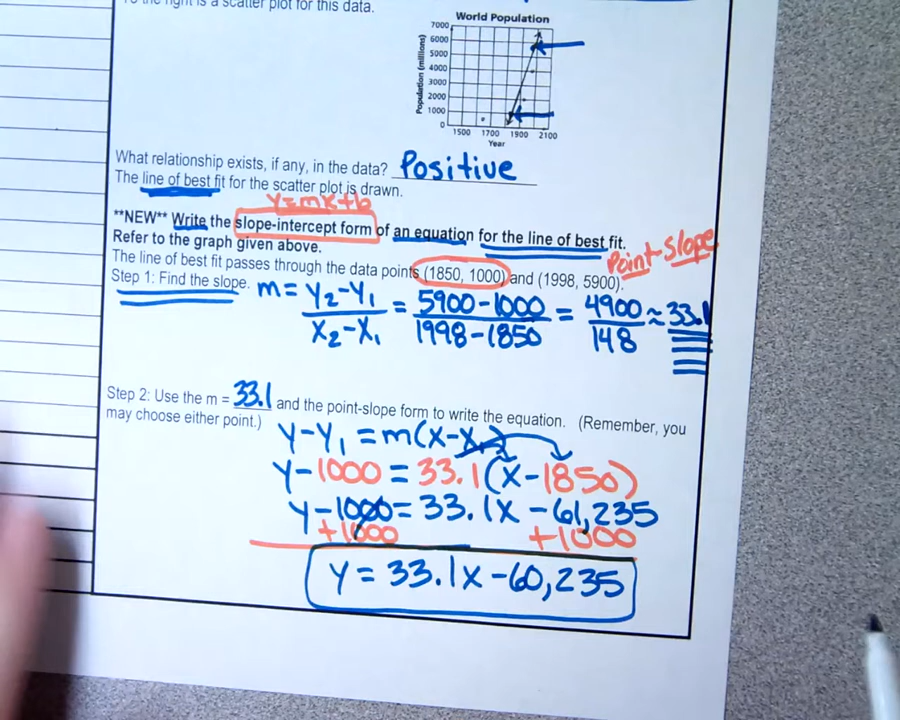 the right is a scatter plot for this data.
World Population
Population (millions)
7000
6000
5000
4000
3000
2000
1000
0
1500 1700 1900 2100
Year
What relationship exists, if any, in the data? Positive
The line of best fit for the scatter plot is drawn.
y=mx+b
**NEW** Write the slope-intercept form of an equation for the line of best fit.
Refer to the graph given above.
Point-Slope
The line of best fit passes through the data points (1850, 1000) and (1998, 5900).
Step 1: Find the slope. m = y₂-y₁ / x₂-x₁ = 5900-1000 / 1998-1850 = 4900 / 148 ≈ 33.1
Step 2: Use the m = 33.1 and the point-slope form to write the equation. (Remember, you
may choose either point.) y-y₁ = m(x-x₁)
y-1000 = 33.1(x-1850)
y-1000 = 33.1x - 61,235
+1000 +1000
y = 33.1x - 60,235